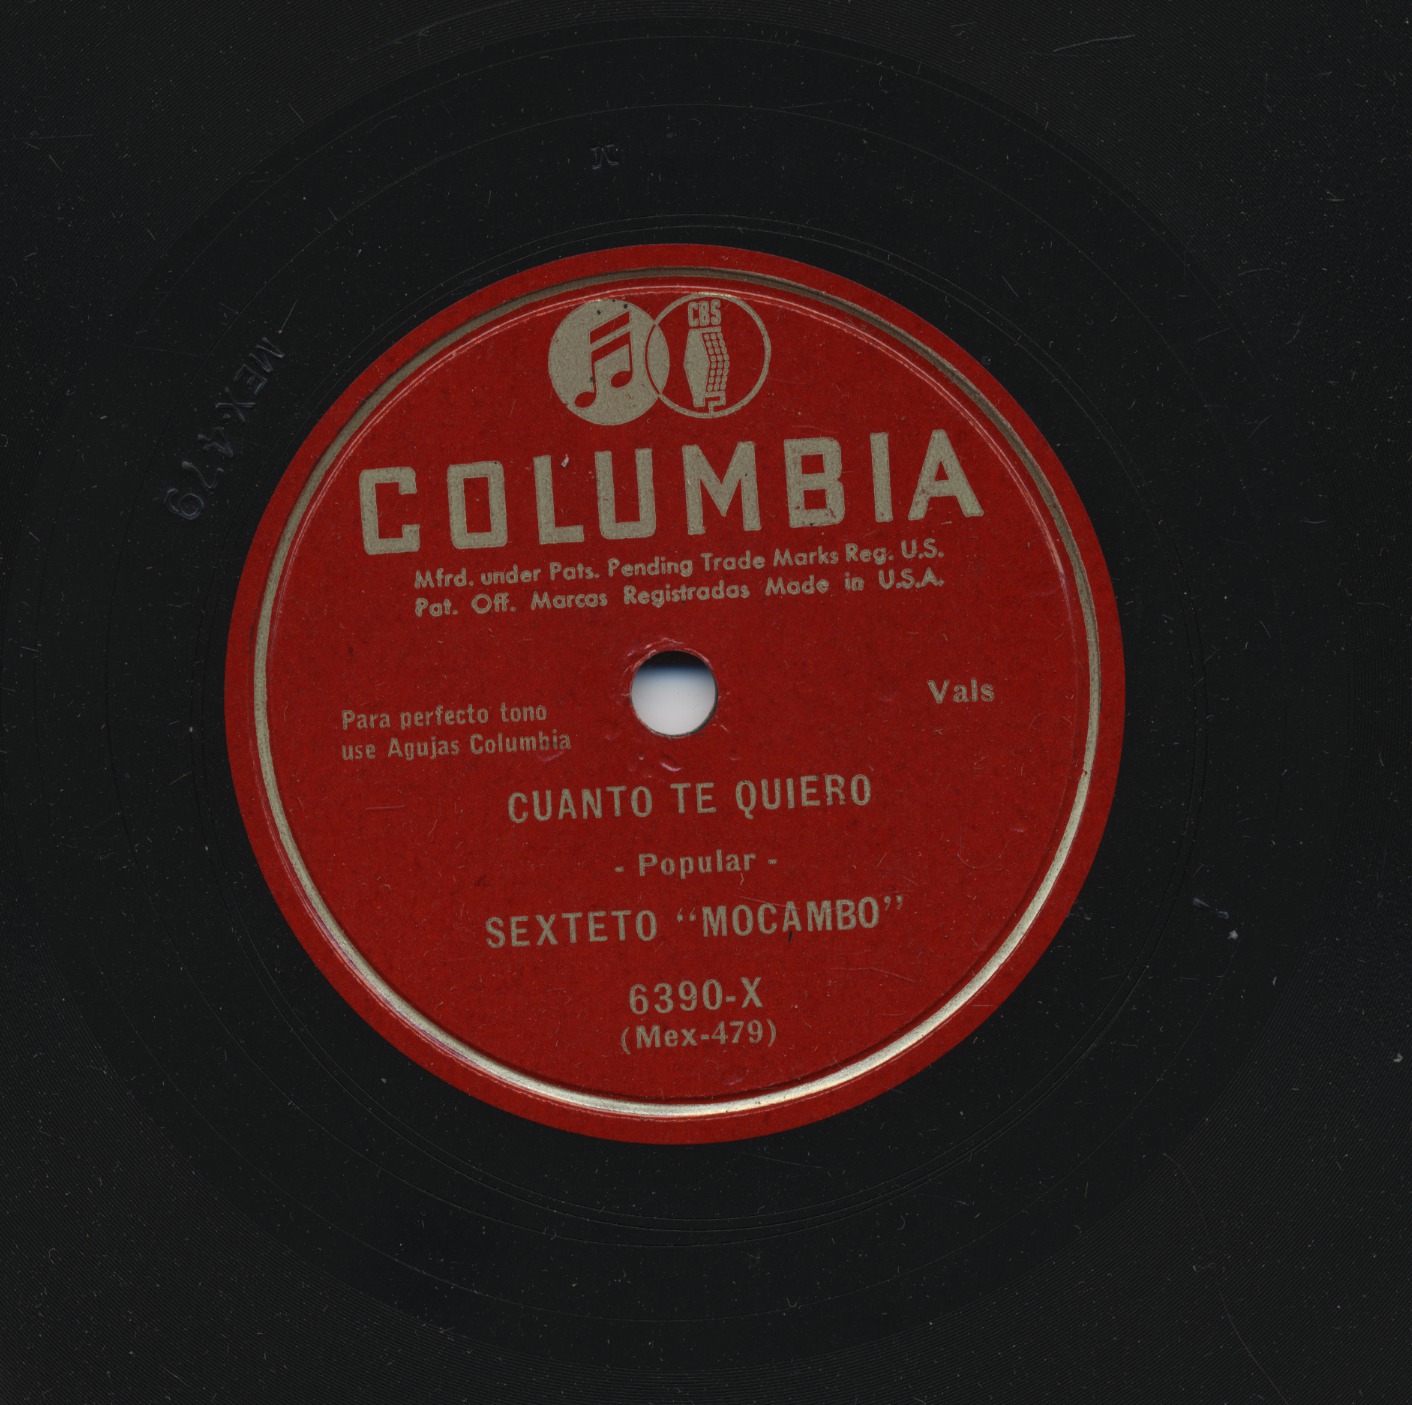 CBS
COLUMBIA
Mfrd. under Pats. Pending Trade Marks Reg. U.S.
Pat. Off. Marcas Registradas Made in U.S.A.
Vals
Para perfecto tono
use Agujas Columbia
CUANTO TE QUIERO
- Popular -
SEXTETO “MOCAMBO”
6390-X
(Mex-479)
MEX-479